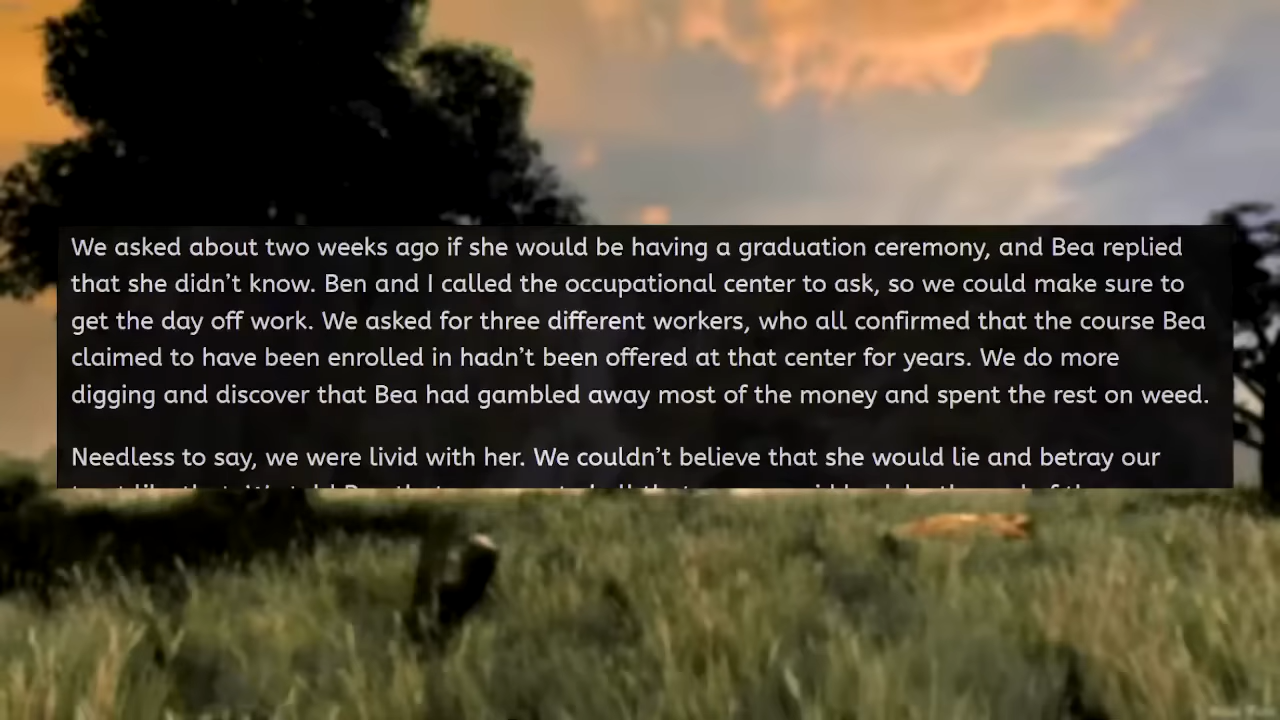 We asked about two weeks ago if she would be having a graduation ceremony, and Bea replied
that she didn’t know. Ben and I called the occupational center to ask, so we could make sure to
get the day off work. We asked for three different workers, who all confirmed that the course Bea
claimed to have been enrolled in hadn’t been offered at that center for years. We do more
digging and discover that Bea had gambled away most of the money and spent the rest on weed.
Needless to say, we were livid with her. We couldn’t believe that she would lie and betray our